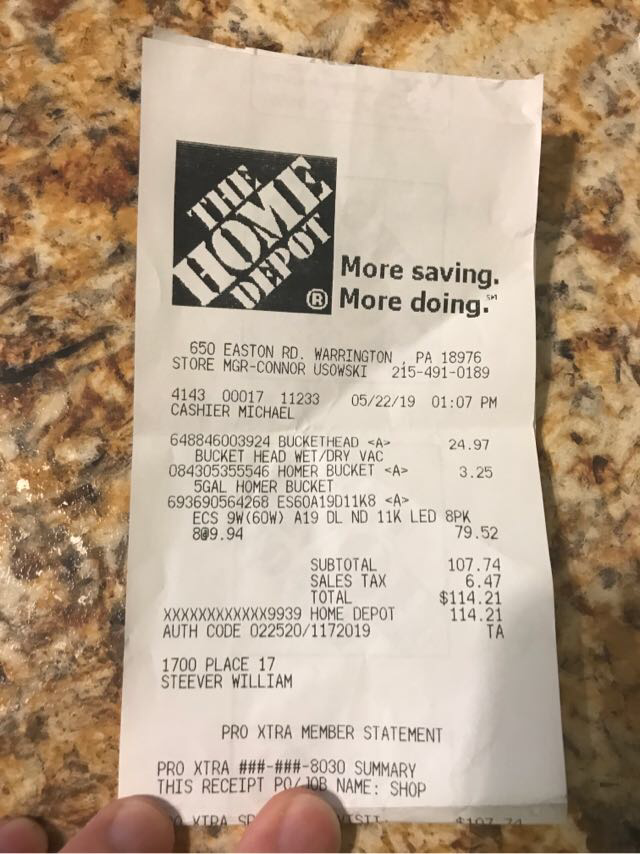 THE
HOME
DEPOT
®
More saving.
More doing.℠
650 EASTON RD. WARRINGTON , PA 18976
STORE MGR-CONNOR USOWSKI 215-491-0189
4143 00017 11233 05/22/19 01:07 PM
CASHIER MICHAEL
648846003924 BUCKETHEAD <A> 24.97
BUCKET HEAD WET/DRY VAC
084305355546 HOMER BUCKET <A> 3.25
5GAL HOMER BUCKET
693690564268 ES60A19D11K8 <A>
ECS 9W(60W) A19 DL ND 11K LED 8PK
8@9.94 79.52
SUBTOTAL 107.74
SALES TAX 6.47
TOTAL $114.21
XXXXXXXXXXXX9939 HOME DEPOT 114.21
AUTH CODE 022520/1172019 TA
1700 PLACE 17
STEEVER WILLIAM
PRO XTRA MEMBER STATEMENT
PRO XTRA ###-###-8030 SUMMARY
THIS RECEIPT PO/JOB NAME: SHOP
XTRA VISIT: $107.74